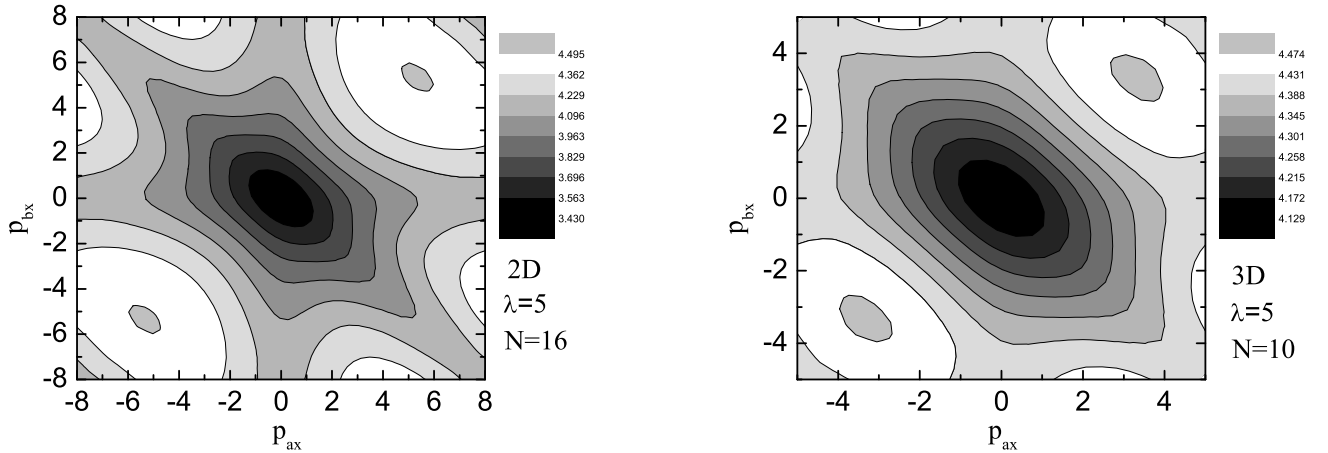 8
6
4
2
0
-2
-4
-6
-8
-8 -6 -4 -2 0 2 4 6 8
p_bx
p_ax
4.495
4.362
4.229
4.096
3.963
3.829
3.696
3.563
3.430
2D
λ=5
N=16
4
2
0
-2
-4
-4 -2 0 2 4
p_bx
p_ax
4.474
4.431
4.388
4.345
4.301
4.258
4.215
4.172
4.129
3D
λ=5
N=10